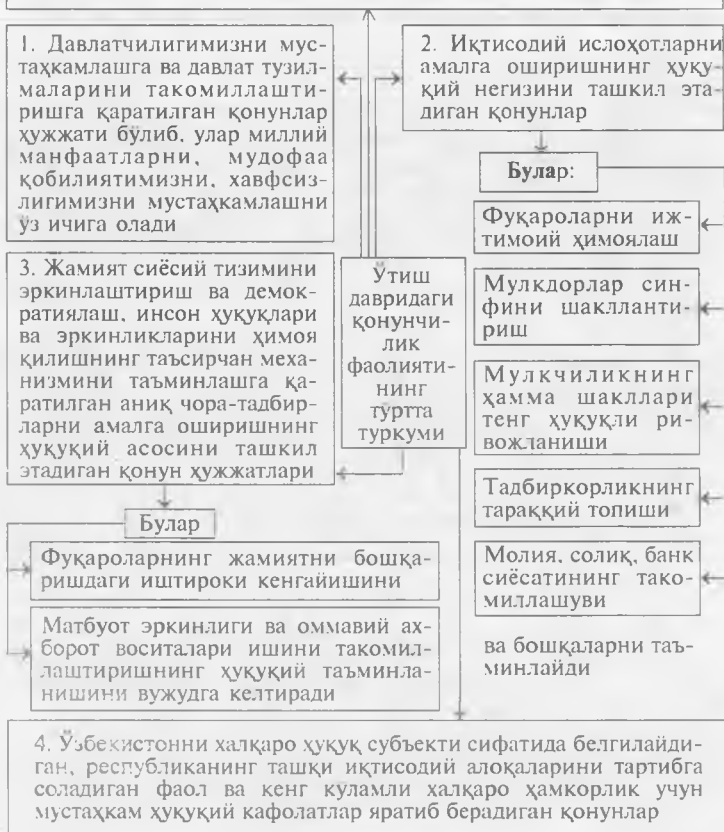 1. Давлатчилигимизни мус-
таҳкамлашга ва давлат тузил-
маларини такомиллашти-
ришга қаратилган қонунлар
ҳужжати бўлиб, улар миллий
манфаатларни, мудофаа
қобилиятимизни, хавфсиз-
лигимизни мустаҳкамлашни
ўз ичига олади
2. Иқтисодий ислоҳотларни
амалга оширишнинг ҳуқу-
қий негизини ташкил эта-
диган қонунлар
Булар:
Фуқароларни иж-
тимоий ҳимоялаш
Мулкдорлар син-
фини шакллантиш-
риш
Мулкчиликнинг
ҳамма шакллари
тенг ҳуқуқли ри-
вожланиши
Тадбиркорликнинг
тараққий топиши
Молия, солиқ, банк
сиёсатининг тако-
миллашуви
ва бошқаларни таъ-
минлайди
Ўтиш
давридаги
қонунчи-
лик
фаолияти-
нинг
тўртта
туркуми
3. Жамият сиёсий тизимини
эркинлаштириш ва демок-
ратиялаш, инсон ҳуқуқлари
ва эркинликларини ҳимоя
қилишнинг таъсирчан меха-
низмини таъминлашга қа-
ратилган аниқ чора-тадбир-
ларни амалга оширишнинг
ҳуқуқий асосини ташкил
этадиган қонун ҳужжатлари
Булар
Фуқароларнинг жамиятни бошқа-
ришдаги иштироки кенгайишини
Матбуот эркинлиги ва оммавий ах-
борот воситалари ишини такомил-
лаштиришнинг ҳуқуқий таъминла-
нишини вужудга келтиради
4. Ўзбекистонни халқаро ҳуқуқ субъекти сифатида белгилайди-
ган, республиканинг ташқи иқтисодий алоқаларини тартибга
соладиган фаол ва кенг кўламли халқаро ҳамкорлик учун
мустаҳкам ҳуқуқий кафолатлар яратиб берадиган қонунлар